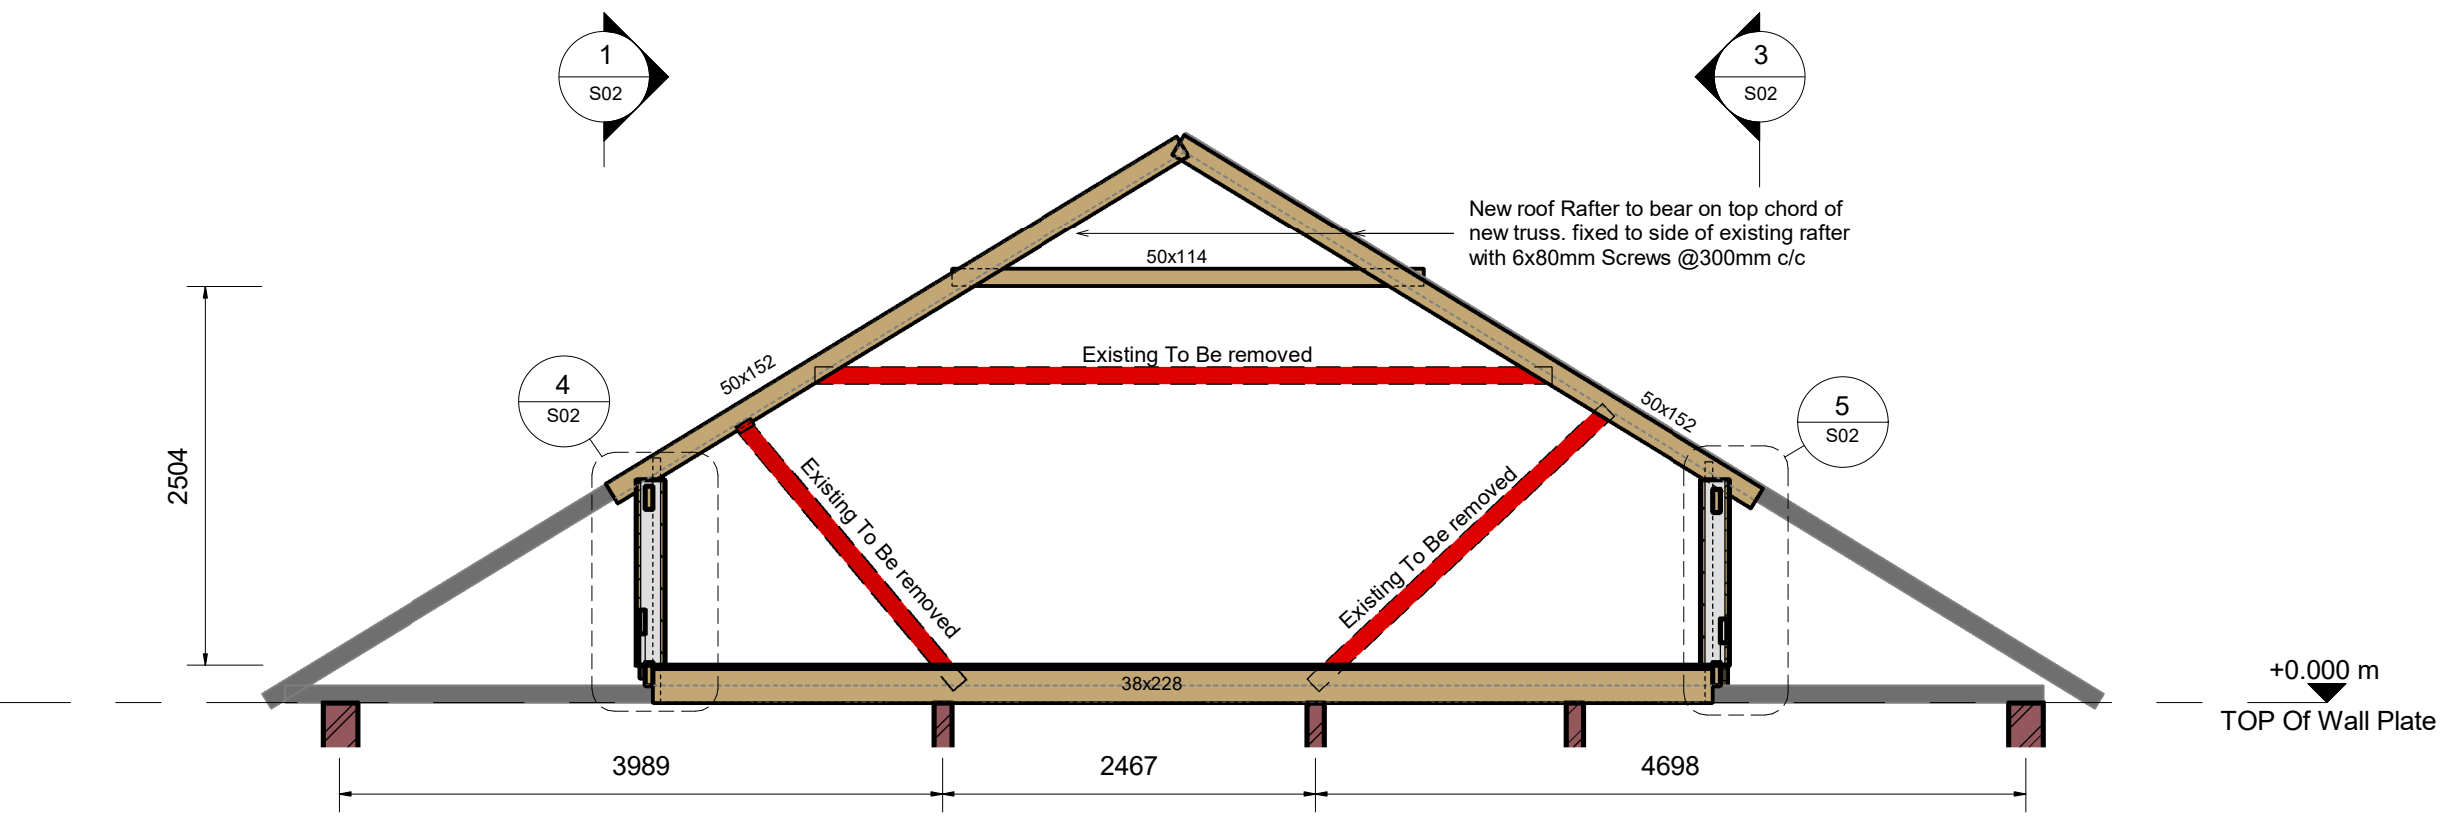 1
S02
3
S02
New roof Rafter to bear on top chord of
new truss. fixed to side of existing rafter
with 6x80mm Screws @300mm c/c
50x114
Existing To Be removed
50x152
50x152
4
S02
5
S02
2504
Existing To Be removed
Existing To Be removed
38x228
+0.000 m
TOP Of Wall Plate
3989
2467
4698